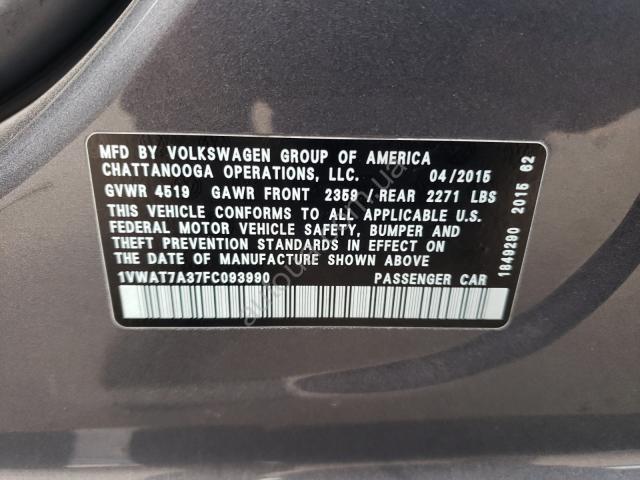 MFD BY VOLKSWAGEN GROUP OF AMERICA
CHATTANOOGA OPERATIONS, LLC. 04/2015
GVWR 4519 GAWR FRONT 2359 / REAR 2271 LBS
THIS VEHICLE CONFORMS TO ALL APPLICABLE U.S.
FEDERAL MOTOR VEHICLE SAFETY, BUMPER AND
THEFT PREVENTION STANDARDS IN EFFECT ON
THE DATE OF MANUFACTURE SHOWN ABOVE
1VWAT7A37FC093990 PASSENGER CAR
1849290 2015 62